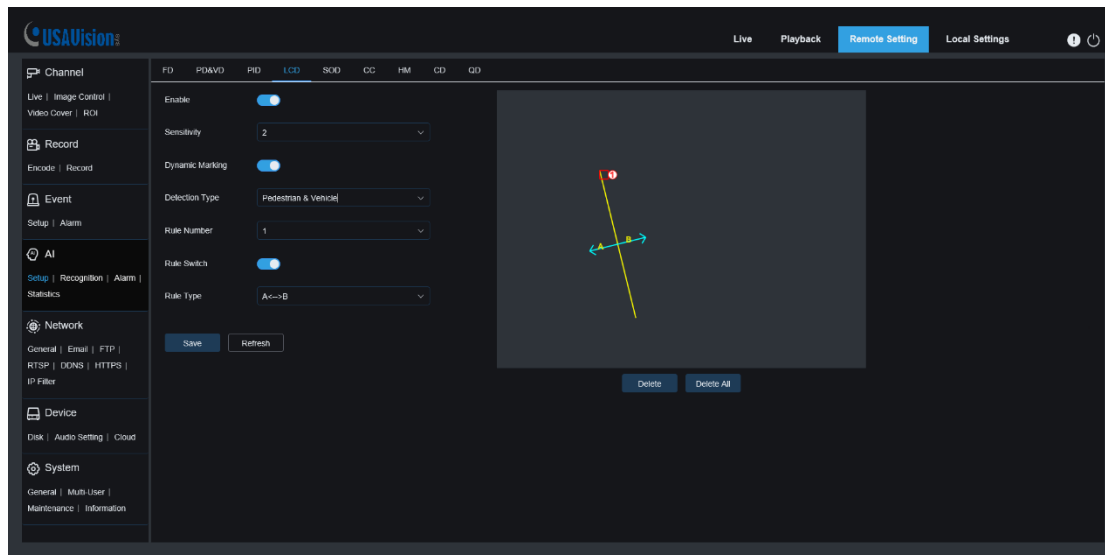 USAVision
Live Playback Remote Setting Local Settings
Channel
Live | Image Control |
Video Cover | ROI
Record
Encode | Record
Event
Setup | Alarm
AI
Setup | Recognition | Alarm |
Statistics
Network
General | Email | FTP |
RTSP | DDNS | HTTPS |
IP Filter
Device
Disk | Audio Setting | Cloud
System
General | Multi-User |
Maintenance | Information
FD PD&VD PID LCD SOD CC HM CD QD
Enable
Sensitivity 2
Dynamic Marking
Detection Type Pedestrian & Vehicle
Rule Number 1
Rule Switch
Rule Type A<-->B
Save Refresh
1
A B
Delete Delete All